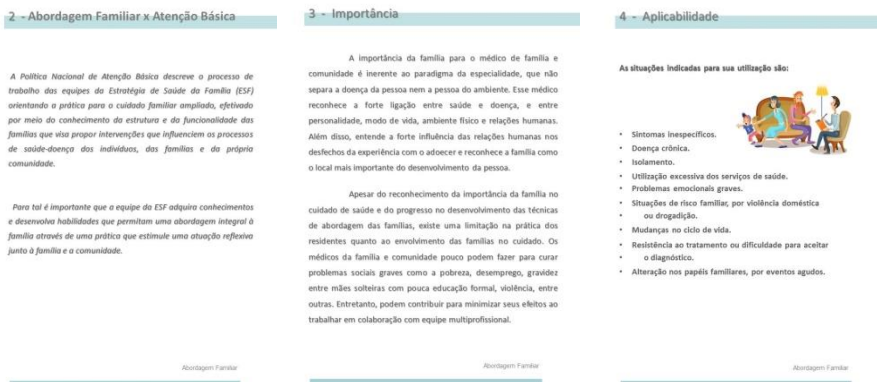 2 - Abordagem Familiar x Atenção Básica
A Política Nacional de Atenção Básica descreve o processo de
trabalho das equipes da Estratégia de Saúde da Família (ESF)
orientando a prática para o cuidado familiar ampliado, efetivado
por meio do conhecimento da estrutura e da funcionalidade das
famílias que visa propor intervenções que influenciem os processos
de saúde-doença dos indivíduos, das famílias e da própria
comunidade.
Para tal é importante que a equipe da ESF adquira conhecimentos
e desenvolva habilidades que permitam uma abordagem integral à
família através de uma prática que estimule uma atuação reflexiva
junto à família e a comunidade.
Abordagem Familiar
3 - Importância
A importância da família para o médico de família e
comunidade é inerente ao paradigma da especialidade, que não
separa a doença da pessoa nem a pessoa do ambiente. Esse médico
reconhece a forte ligação entre saúde e doença, e entre
personalidade, modo de vida, ambiente físico e relações humanas.
Além disso, entende a forte influência das relações humanas nos
desfechos da experiência com o adoecer e reconhece a família como
o local mais importante do desenvolvimento da pessoa.
Apesar do reconhecimento da importância da família no
cuidado de saúde e do progresso no desenvolvimento das técnicas
de abordagem das famílias, existe uma limitação na prática dos
residentes quanto ao envolvimento das famílias no cuidado. Os
médicos da família e comunidade pouco podem fazer para curar
problemas sociais graves como a pobreza, desemprego, gravidez
entre mães solteiras com pouca educação formal, violência, entre
outras. Entretanto, podem contribuir para minimizar seus efeitos ao
trabalhar em colaboração com equipe multiprofissional.
Abordagem Familiar
4 - Aplicabilidade
As situações indicadas para sua utilização são:
• Sintomas inespecíficos.
• Doença crônica.
• Isolamento.
• Utilização excessiva dos serviços de saúde.
• Problemas emocionais graves.
• Situações de risco familiar, por violência doméstica
• ou drogadição.
• Mudanças no ciclo de vida.
• Resistência ao tratamento ou dificuldade para aceitar
• o diagnóstico.
• Alteração nos papéis familiares, por eventos agudos.
Abordagem Familiar